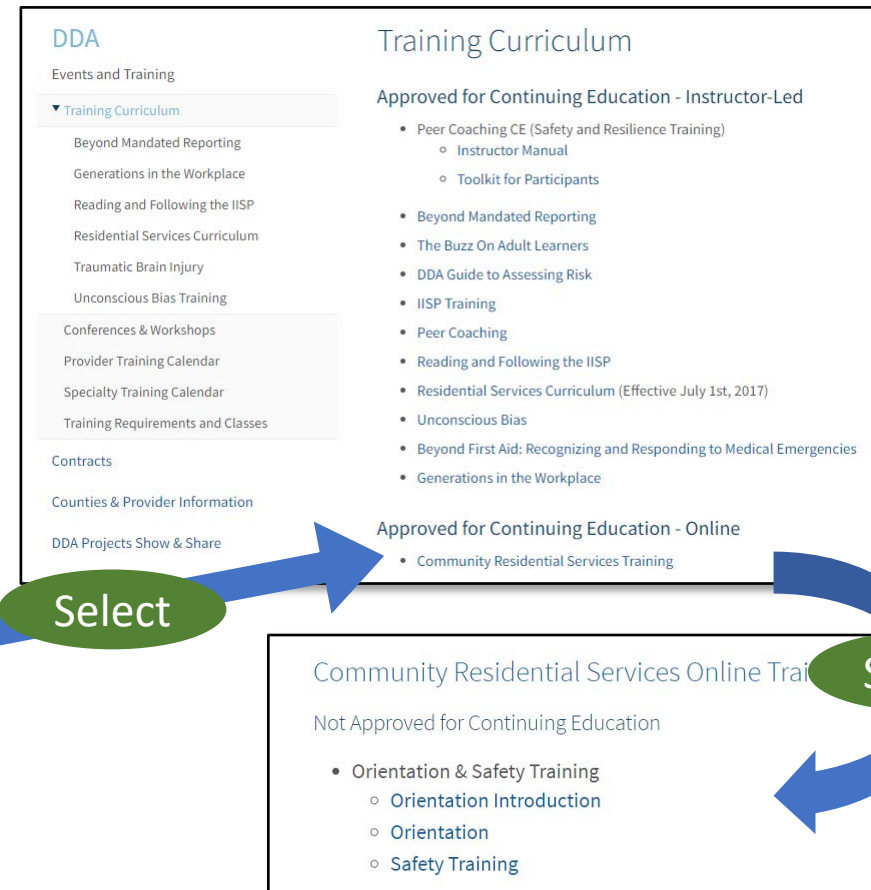 DDA
Events and Training
Training Curriculum
Beyond Mandated Reporting
Generations in the Workplace
Reading and Following the IISP
Residential Services Curriculum
Traumatic Brain Injury
Unconscious Bias Training
Conferences & Workshops
Provider Training Calendar
Specialty Training Calendar
Training Requirements and Classes
Contracts
Counties & Provider Information
DDA Projects Show & Share
Training Curriculum
Approved for Continuing Education - Instructor-Led
Peer Coaching CE (Safety and Resilience Training)
Instructor Manual
Toolkit for Participants
Beyond Mandated Reporting
The Buzz On Adult Learners
DDA Guide to Assessing Risk
IISP Training
Peer Coaching
Reading and Following the IISP
Residential Services Curriculum (Effective July 1st, 2017)
Unconscious Bias
Beyond First Aid: Recognizing and Responding to Medical Emergencies
Generations in the Workplace
Approved for Continuing Education - Online
Community Residential Services Training
Select
Community Residential Services Online
Not Approved for Continuing Education
Orientation & Safety Training
Orientation Introduction
Orientation
Safety Training